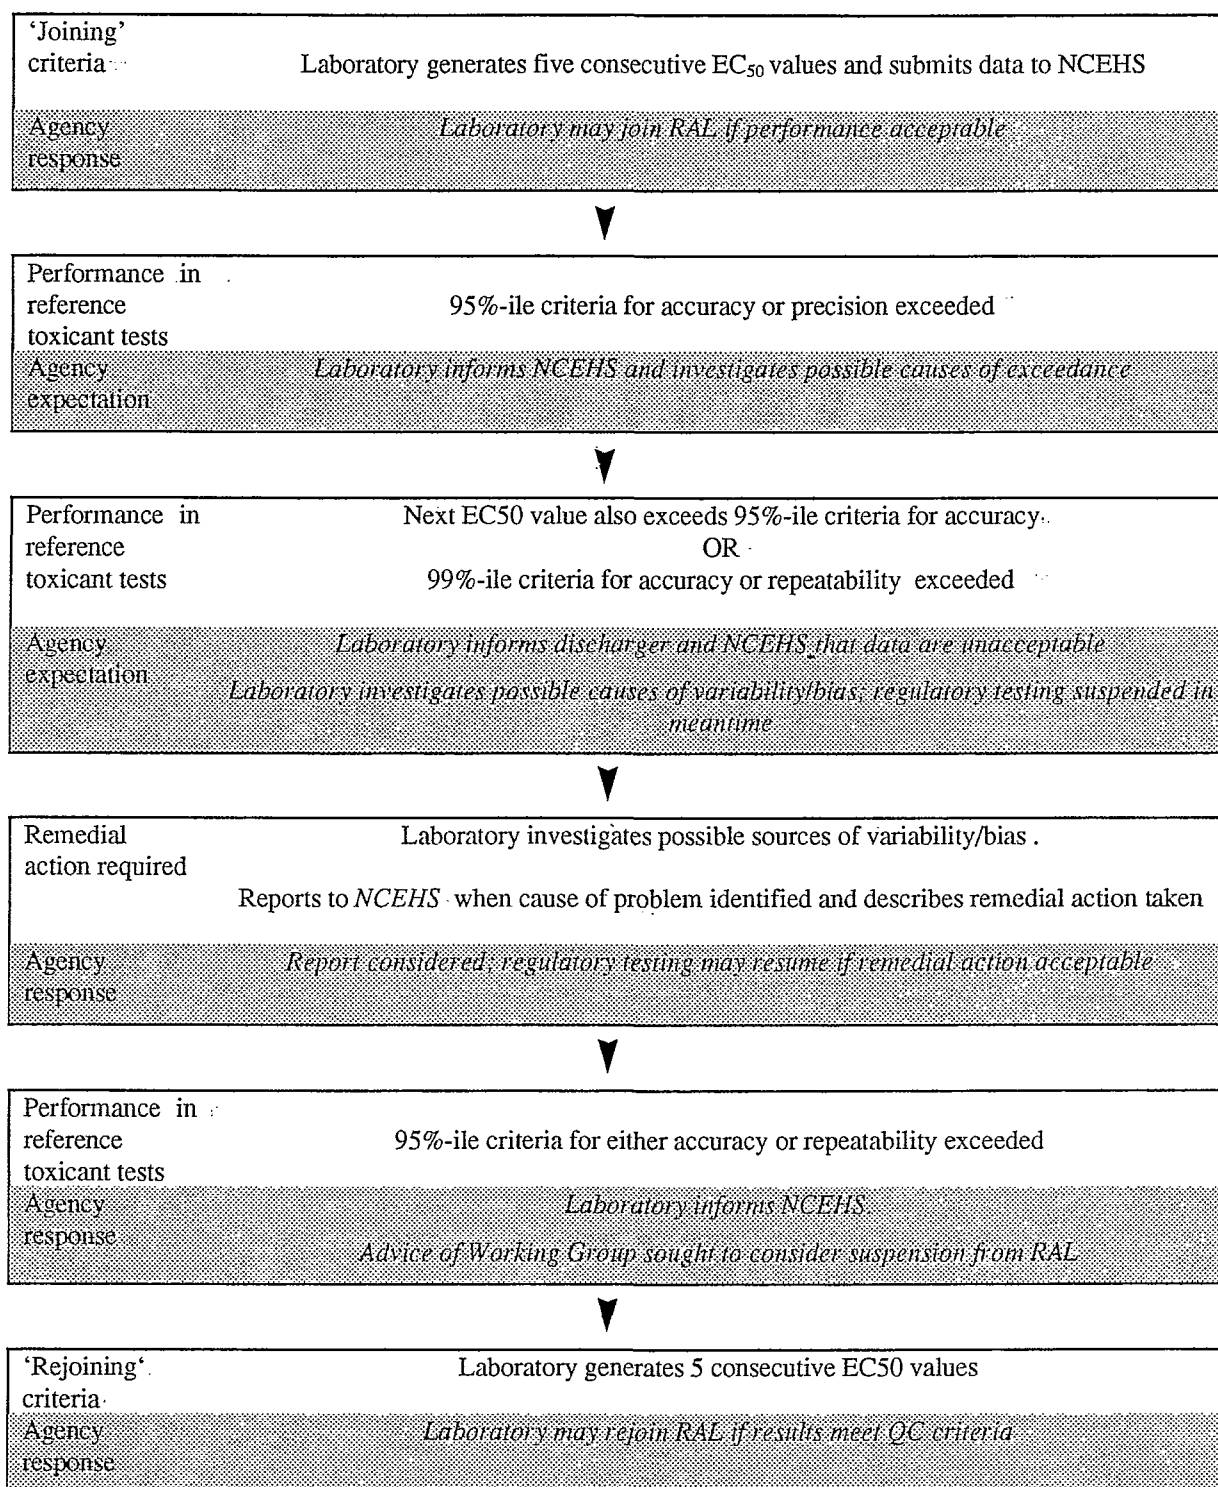 ‘Joining’
criteria
Laboratory generates five consecutive EC50 values and submits data to NCEHS
Agency
response
Laboratory may join RAL if performance acceptable
Performance in
reference
toxicant tests
95%-ile criteria for accuracy or precision exceeded
Agency
expectation
Laboratory informs NCEHS and investigates possible causes of exceedance
Performance in
reference
toxicant tests
Next EC50 value also exceeds 95%-ile criteria for accuracy
OR
99%-ile criteria for accuracy or repeatability exceeded
Agency
expectation
Laboratory informs discharger and NCEHS that data are unacceptable
Laboratory investigates possible causes of variability/bias; regulatory testing suspended in
meantime
Remedial
action required
Laboratory investigates possible sources of variability/bias .
Reports to NCEHS when cause of problem identified and describes remedial action taken
Agency
response
Report considered; regulatory testing may resume if remedial action acceptable
Performance in
reference
toxicant tests
95%-ile criteria for either accuracy or repeatability exceeded
Agency
response
Laboratory informs NCEHS.
Advice of Working Group sought to consider suspension from RAL
‘Rejoining‘
criteria
Laboratory generates 5 consecutive EC50 values
Agency
response
Laboratory may rejoin RAL if results meet QC criteria